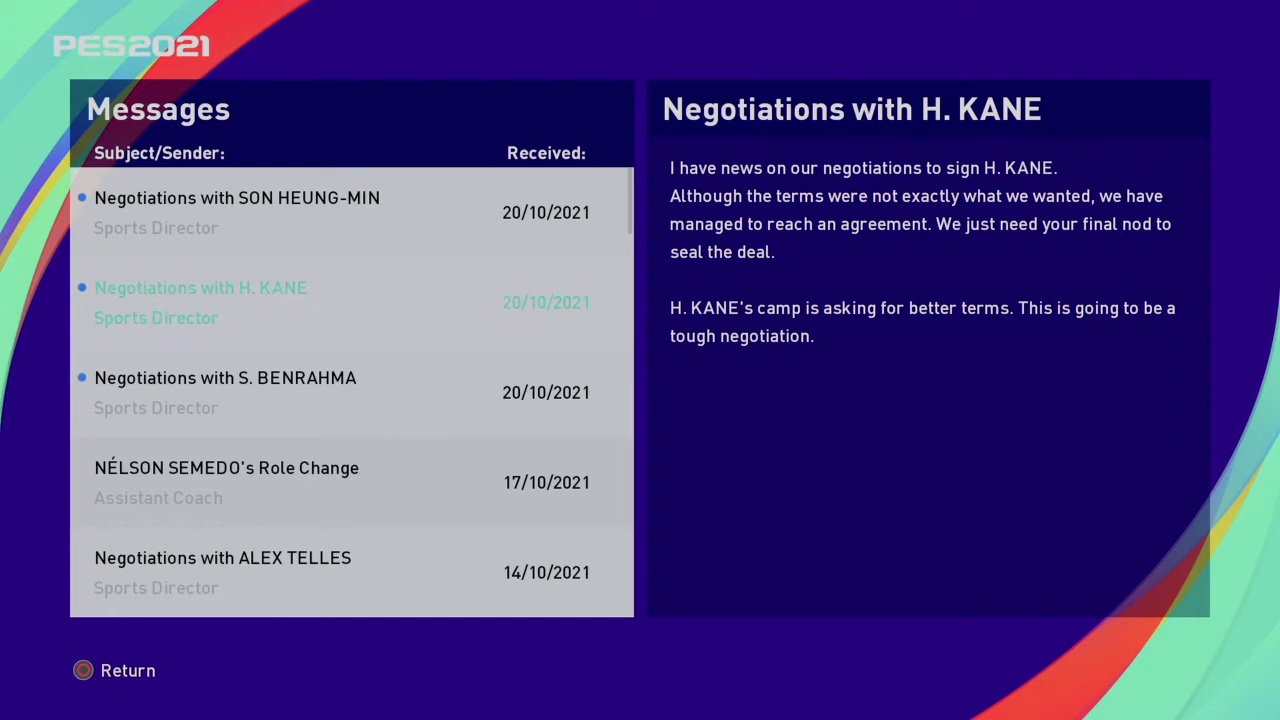 PES2021
Messages
Subject/Sender: Received:
Negotiations with SON HEUNG-MIN
Sports Director
20/10/2021
Negotiations with H. KANE
Sports Director
20/10/2021
Negotiations with S. BENRAHMA
Sports Director
20/10/2021
NÉLSON SEMEDO's Role Change
Assistant Coach
17/10/2021
Negotiations with ALEX TELLES
Sports Director
14/10/2021
Negotiations with H. KANE
I have news on our negotiations to sign H. KANE.
Although the terms were not exactly what we wanted, we have
managed to reach an agreement. We just need your final nod to
seal the deal.
H. KANE's camp is asking for better terms. This is going to be a
tough negotiation.
Return